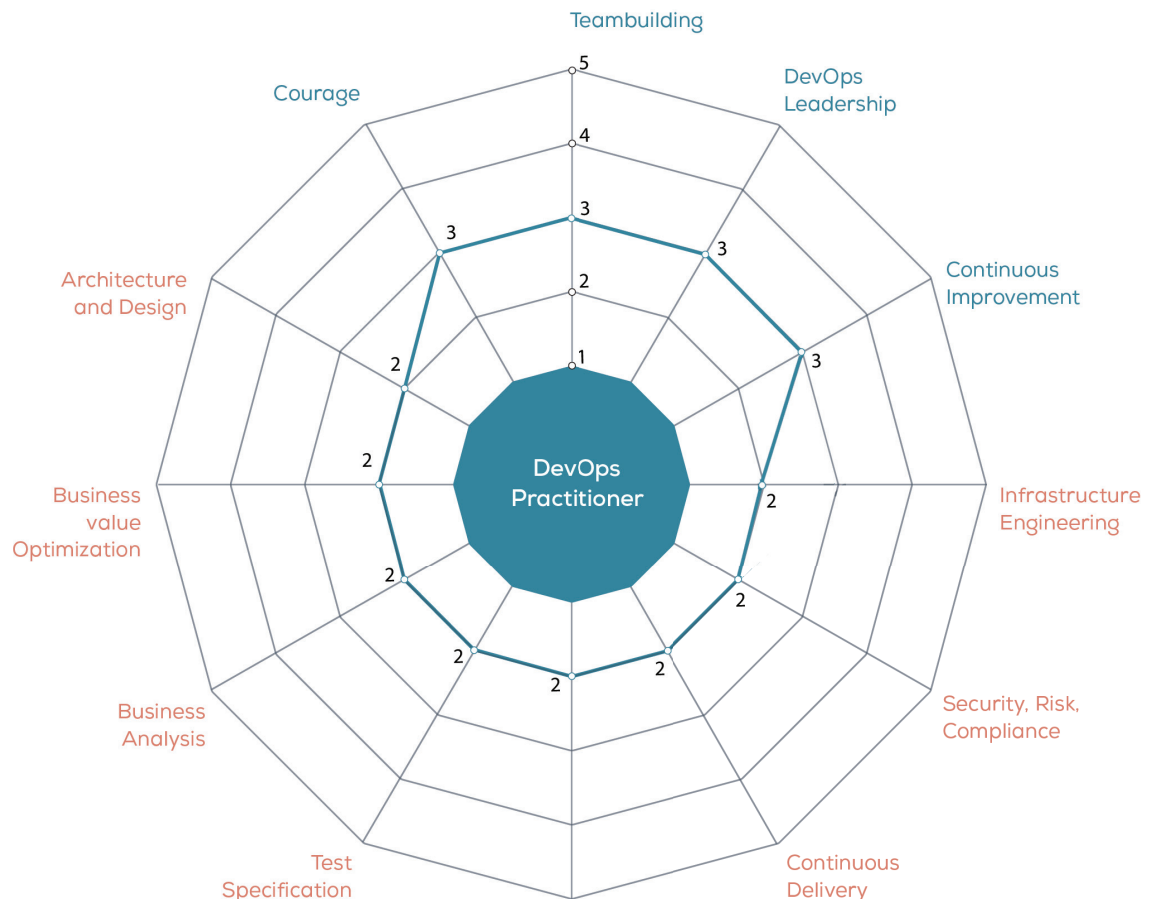 Teambuilding
5
DevOps
Leadership
Courage
4
3
3
3
Continuous
Improvement
Architecture
and Design
2
3
2
1
2
DevOps
Practitioner
2
Business
value
Optimization
Infrastructure
Engineering
2
2
2
2
2
Business
Analysis
Security, Risk,
Compliance
Test
Specification
Continuous
Delivery